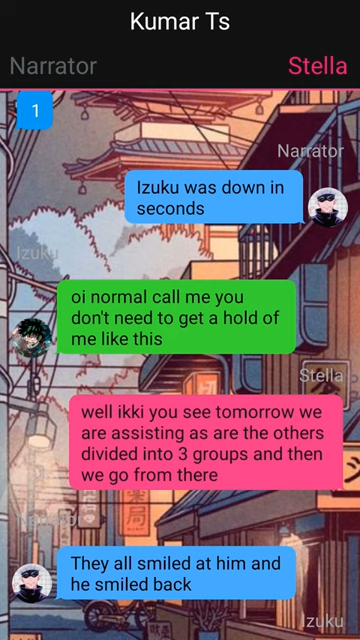 Kumar Ts
Narrator
Stella
1
Narrator
Izuku was down in
seconds
Izuku
oi normal call me you
don't need to get a hold of
me like this
Stella
well ikki you see tomorrow we
are assisting as are the others
divided into 3 groups and then
we go from there
Narrator
They all smiled at him and
he smiled back
Izuku